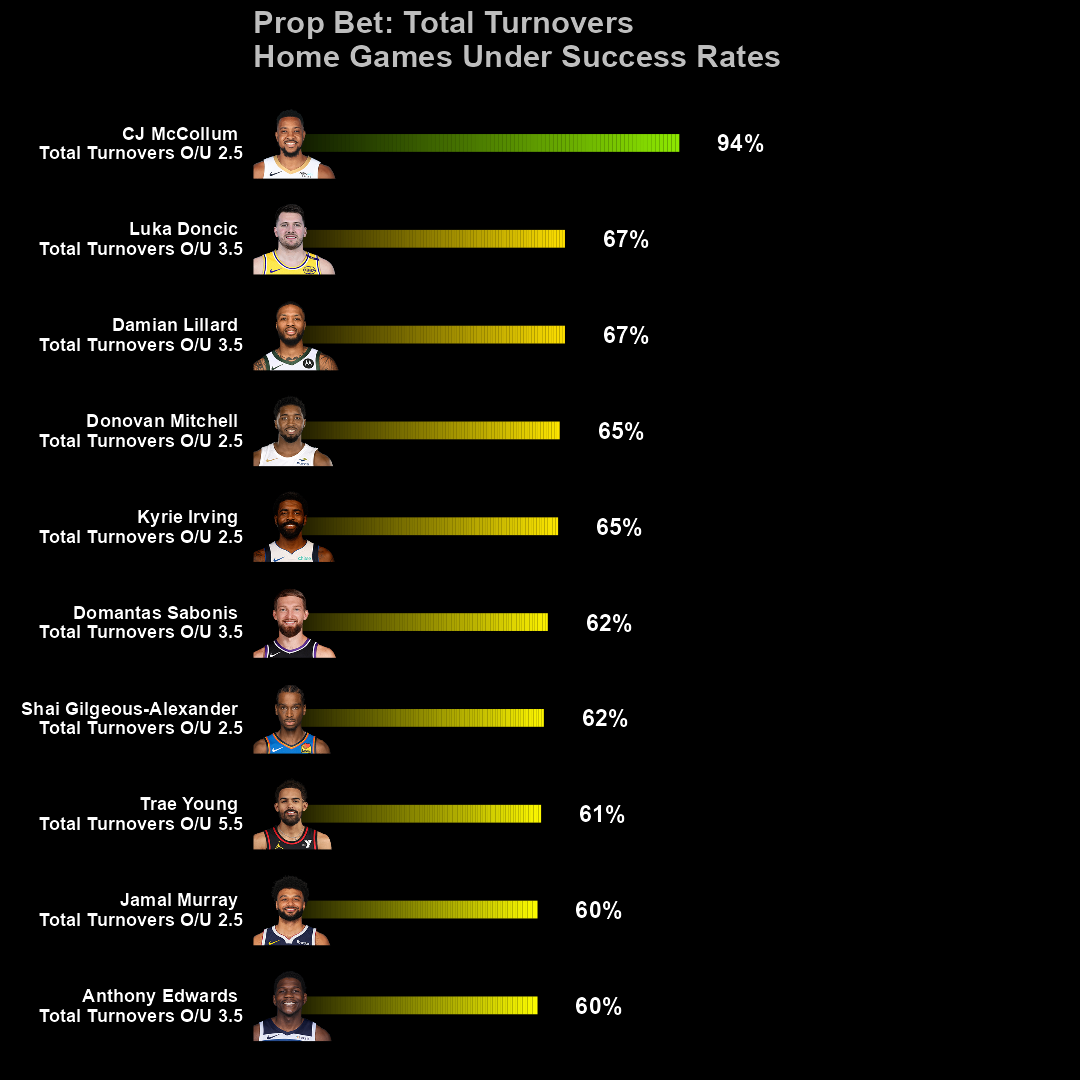 Prop Bet: Total Turnovers
Home Games Under Success Rates
CJ McCollum
Total Turnovers O/U 2.5
94%
Luka Doncic
Total Turnovers O/U 3.5
67%
Damian Lillard
Total Turnovers O/U 3.5
67%
Donovan Mitchell
Total Turnovers O/U 2.5
65%
Kyrie Irving
Total Turnovers O/U 2.5
65%
Domantas Sabonis
Total Turnovers O/U 3.5
62%
Shai Gilgeous-Alexander
Total Turnovers O/U 2.5
62%
Trae Young
Total Turnovers O/U 5.5
61%
Jamal Murray
Total Turnovers O/U 2.5
60%
Anthony Edwards
Total Turnovers O/U 3.5
60%